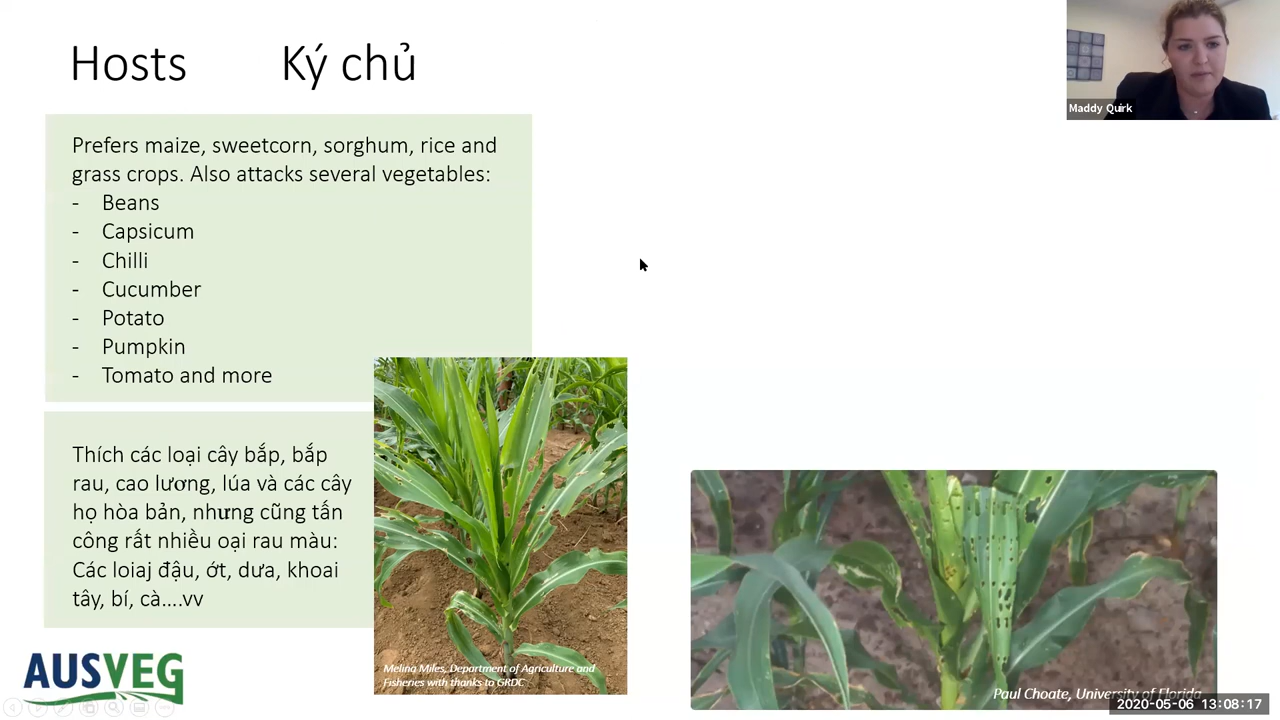 Hosts Ký chủ
Maddy Quirk
Prefers maize, sweetcorn, sorghum, rice and
grass crops. Also attacks several vegetables:
- Beans
- Capsicum
- Chilli
- Cucumber
- Potato
- Pumpkin
- Tomato and more
Thích các loại cây bắp, bắp
rau, cao lương, lúa và các cây
họ hòa bản, nhưng cũng tấn
công rất nhiều oại rau màu:
Các loiaj đậu, ớt, dưa, khoai
tây, bí, cà....vv
Melina Miles, Department of Agriculture and
Fisheries with thanks to GRDC
Paul Choate, University of Florida
AUSVEG
2020-05-06 13:08:17